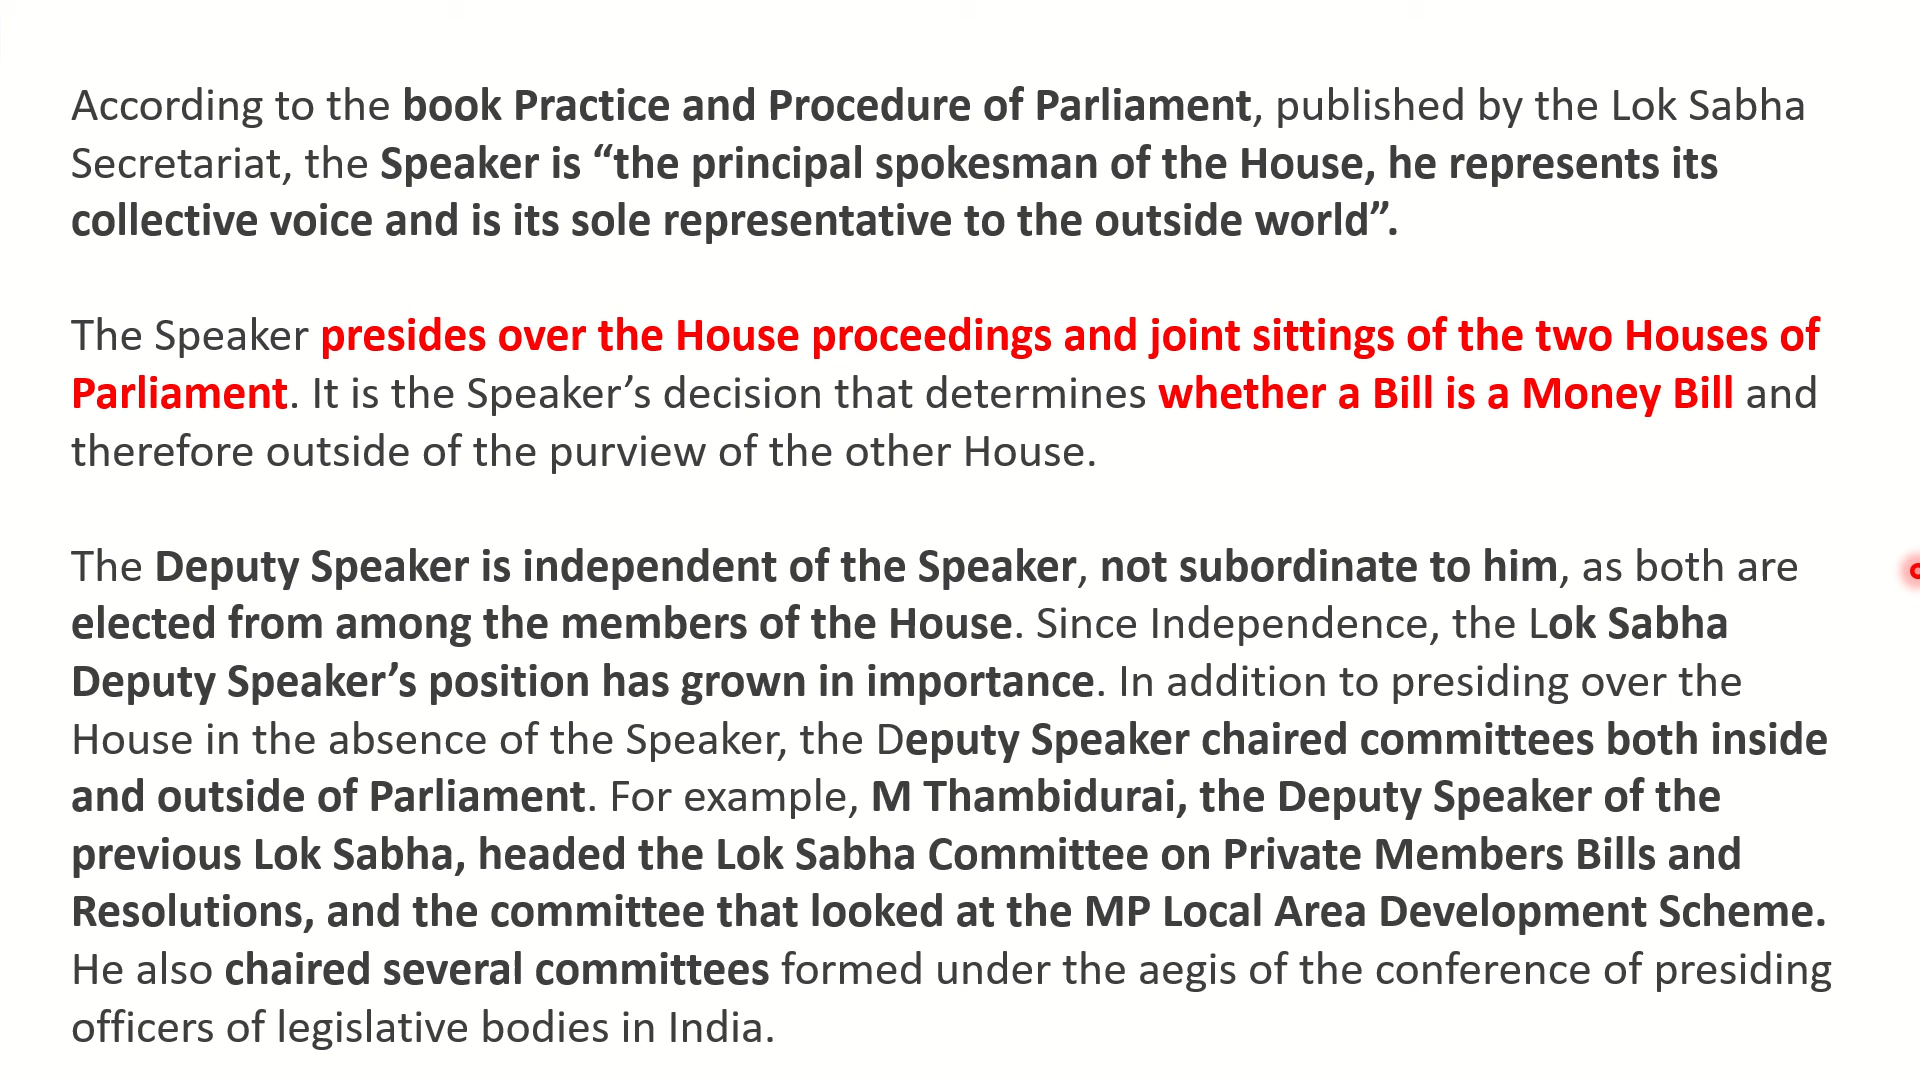 According to the book Practice and Procedure of Parliament, published by the Lok Sabha
Secretariat, the Speaker is “the principal spokesman of the House, he represents its
collective voice and is its sole representative to the outside world”.
The Speaker presides over the House proceedings and joint sittings of the two Houses of
Parliament. It is the Speaker’s decision that determines whether a Bill is a Money Bill and
therefore outside of the purview of the other House.
The Deputy Speaker is independent of the Speaker, not subordinate to him, as both are
elected from among the members of the House. Since Independence, the Lok Sabha
Deputy Speaker’s position has grown in importance. In addition to presiding over the
House in the absence of the Speaker, the Deputy Speaker chaired committees both inside
and outside of Parliament. For example, M Thambidurai, the Deputy Speaker of the
previous Lok Sabha, headed the Lok Sabha Committee on Private Members Bills and
Resolutions, and the committee that looked at the MP Local Area Development Scheme.
He also chaired several committees formed under the aegis of the conference of presiding
officers of legislative bodies in India.